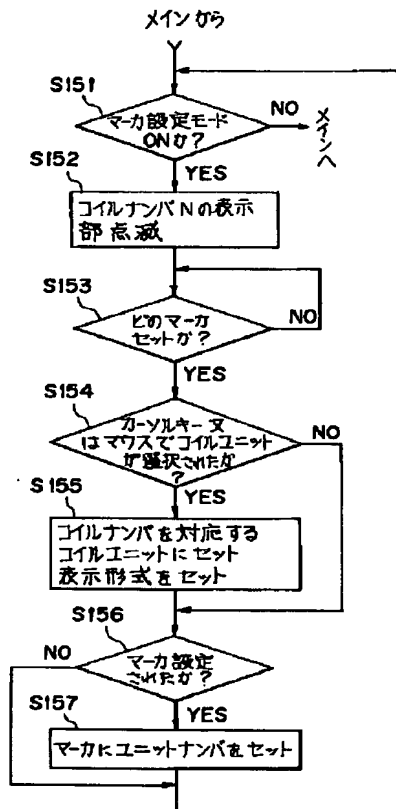 メインから
S151
マーカ設定モード
ONか?
NO
メインへ
YES
S152
コイルナンバNの表示
部点滅
S153
どのマーカ
セットか?
NO
YES
S154
カーソルキー又
はマウスでコイルユニット
が選択されたか
?
NO
YES
S155
コイルナンバを対応する
コイルユニットにセット
表示形式をセット
S156
NO
マーカ設定
されたか?
YES
S157
マーカにユニットナンバをセット